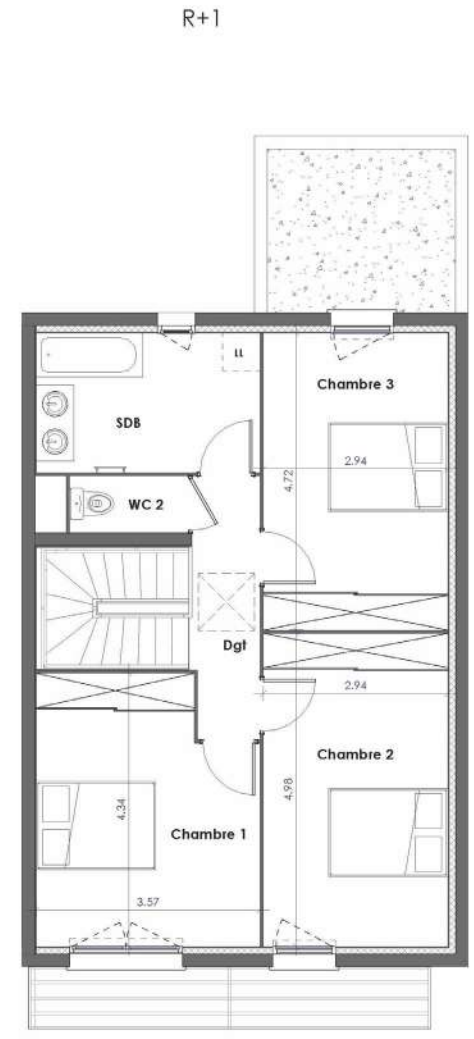 R+1
LL
Chambre 3
SDB
2.94
4.72
WC 2
Dgt
2.94
Chambre 2
4.98
4.34
Chambre 1
3.57